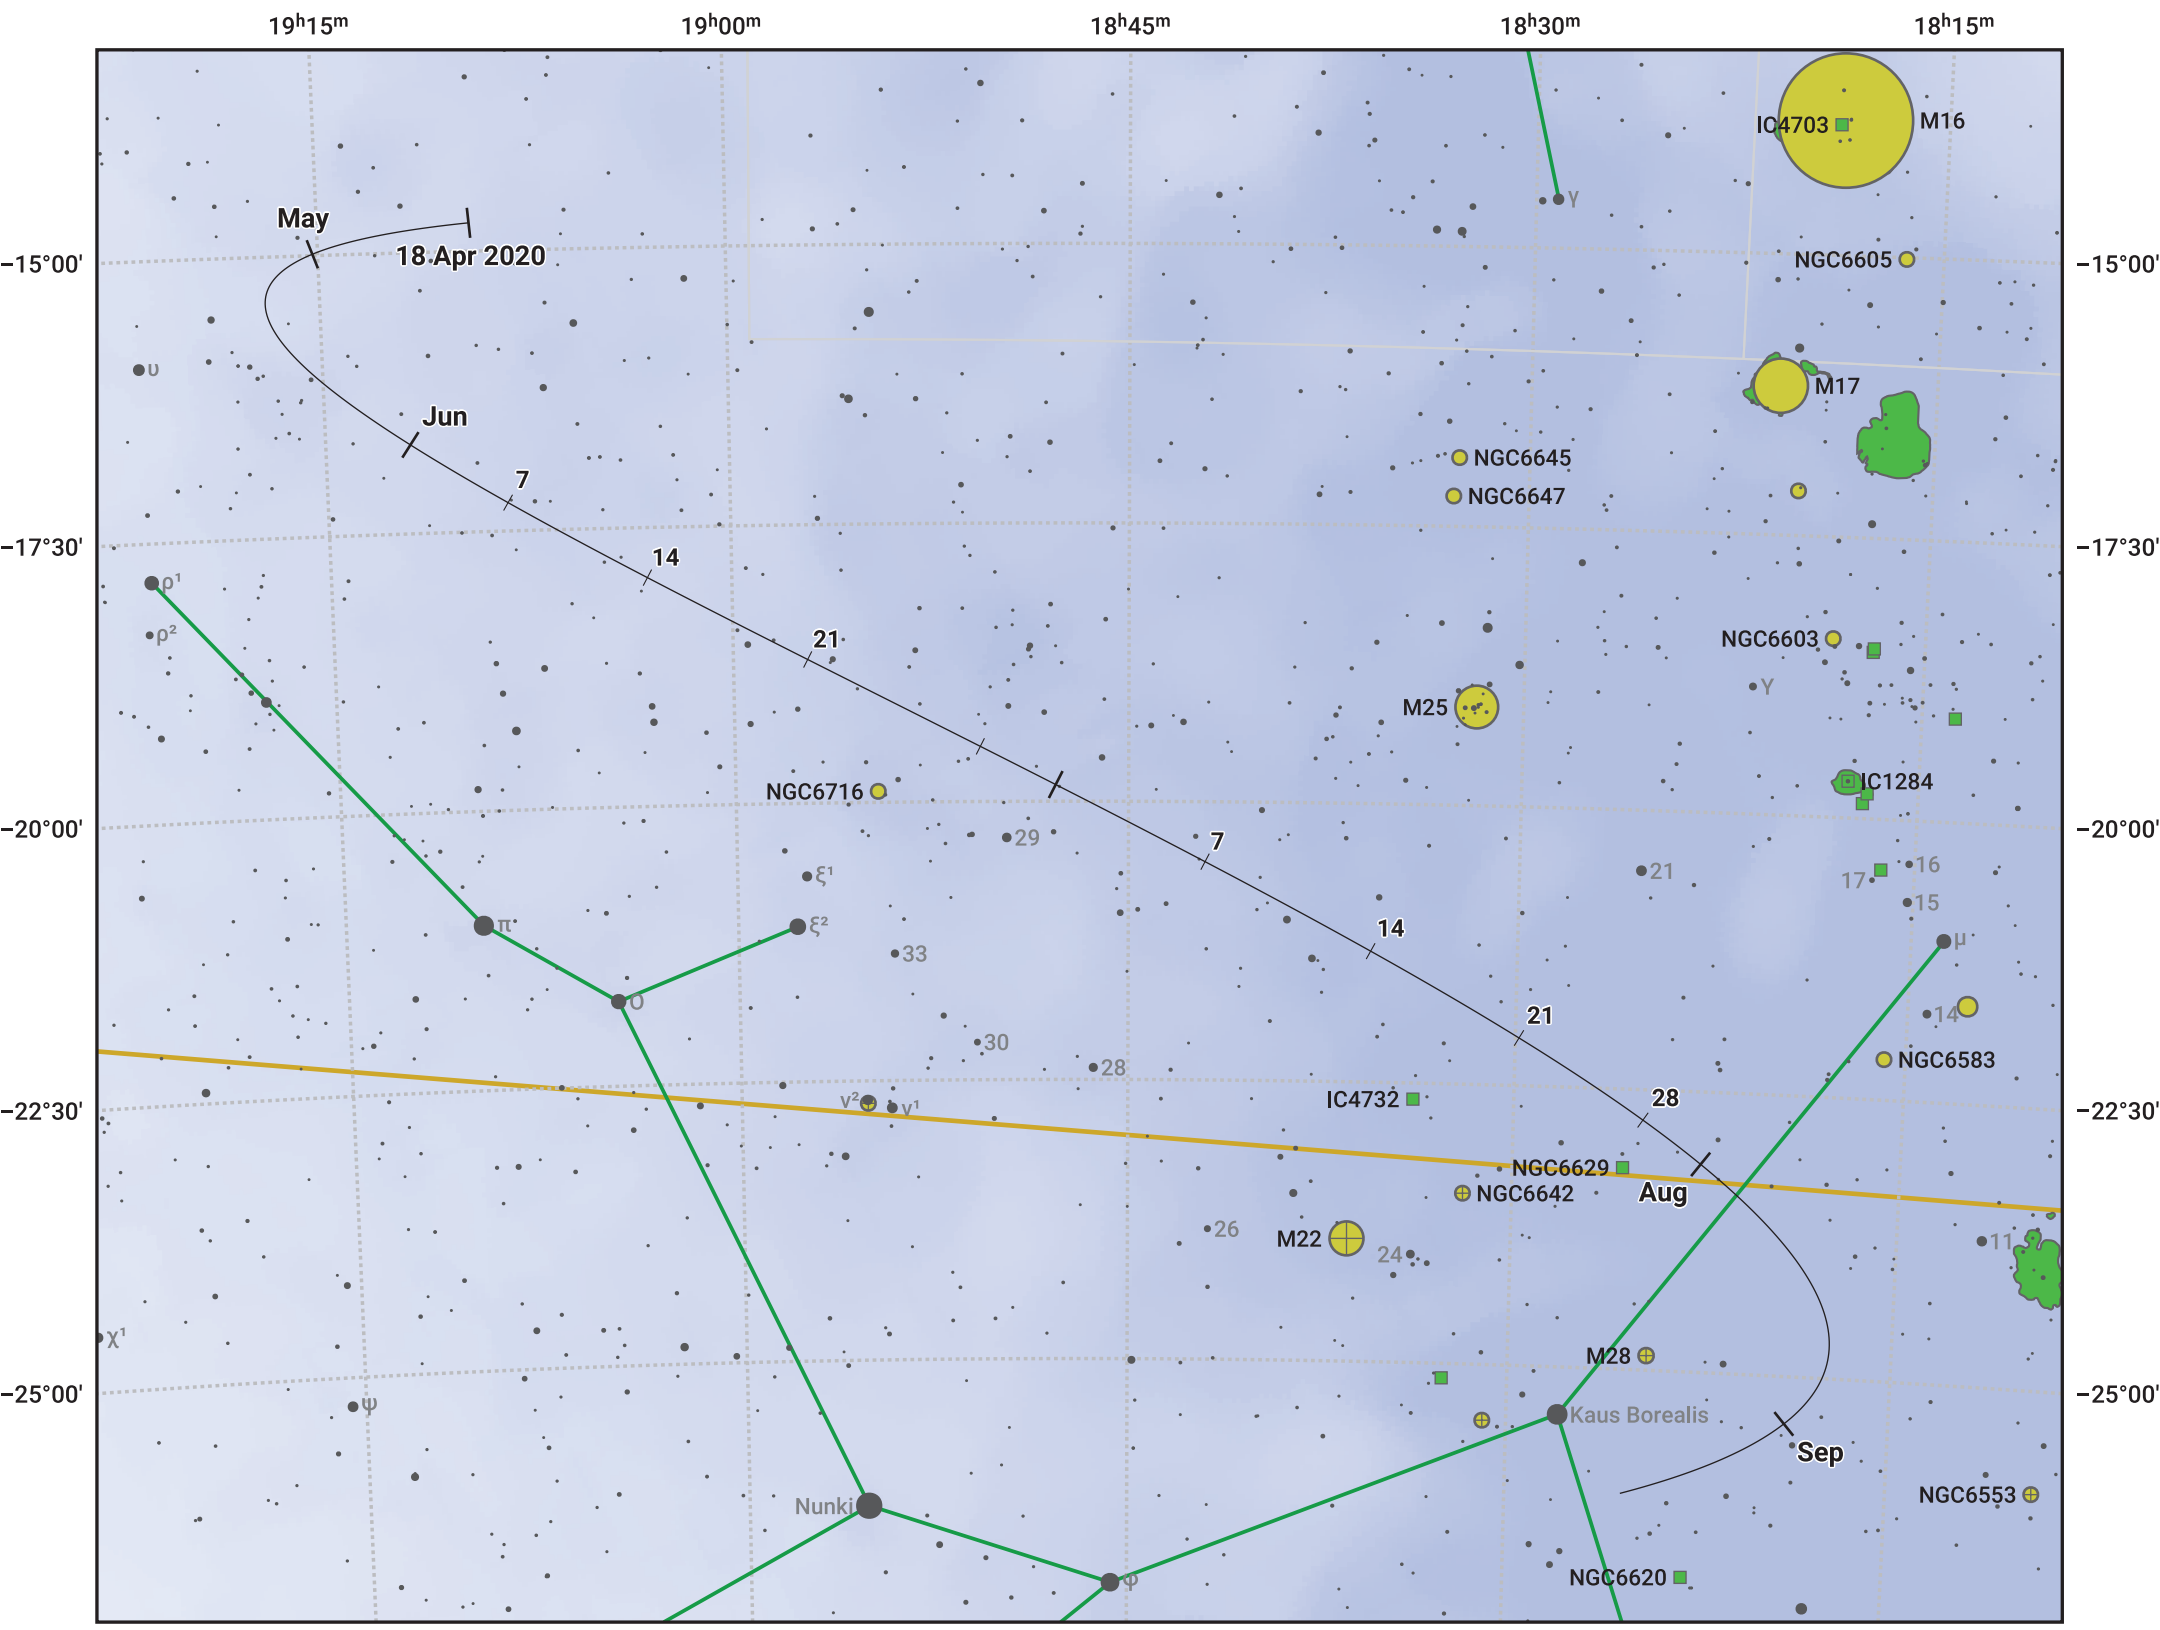 19ʰ15ᵐ 19ʰ00ᵐ 18ʰ45ᵐ 18ʰ30ᵐ 18ʰ15ᵐ
IC4703 M16
γ
May
18 Apr 2020
−15°00' NGC6605 −15°00'
υ
M17
Jun
NGC6645
7
NGC6647
−17°30' −17°30'
14
ρ¹
ρ²
21 NGC6603
γ
M25
NGC6716 IC1284
−20°00' −20°00'
29
7
ξ¹ 21 17 16
15
π ξ² 14
33 μ
ο
21 14
30
28 NGC6583
IC4732 28
−22°30' ν² ν¹ −22°30'
NGC6629
NGC6642 Aug
26 M22 24 11
χ¹
M28
−25°00' −25°00'
ψ Kaus Borealis
Sep
Nunki NGC6553
φ NGC6620